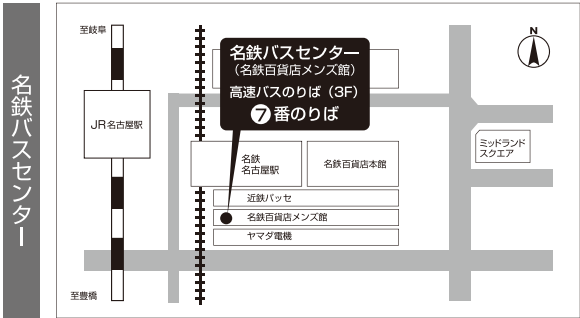 名鉄バスセンター
至岐阜
名鉄バスセンター
（名鉄百貨店メンズ館）
高速バスのりば（3F）
❼番のりば
N
JR名古屋駅
名鉄
名古屋駅
名鉄百貨店本館
ミッドランド
スクエア
近鉄パッセ
名鉄百貨店メンズ館
ヤマダ電機
至豊橋